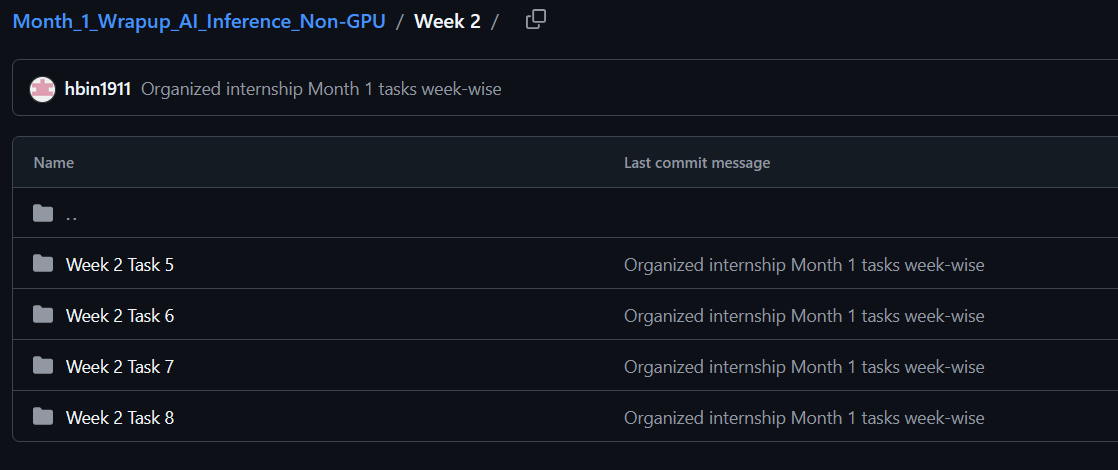 Month_1_Wrapup_AI_Inference_Non-GPU / Week 2 /
hbin1911 Organized internship Month 1 tasks week-wise
Name Last commit message
..
Week 2 Task 5 Organized internship Month 1 tasks week-wise
Week 2 Task 6 Organized internship Month 1 tasks week-wise
Week 2 Task 7 Organized internship Month 1 tasks week-wise
Week 2 Task 8 Organized internship Month 1 tasks week-wise